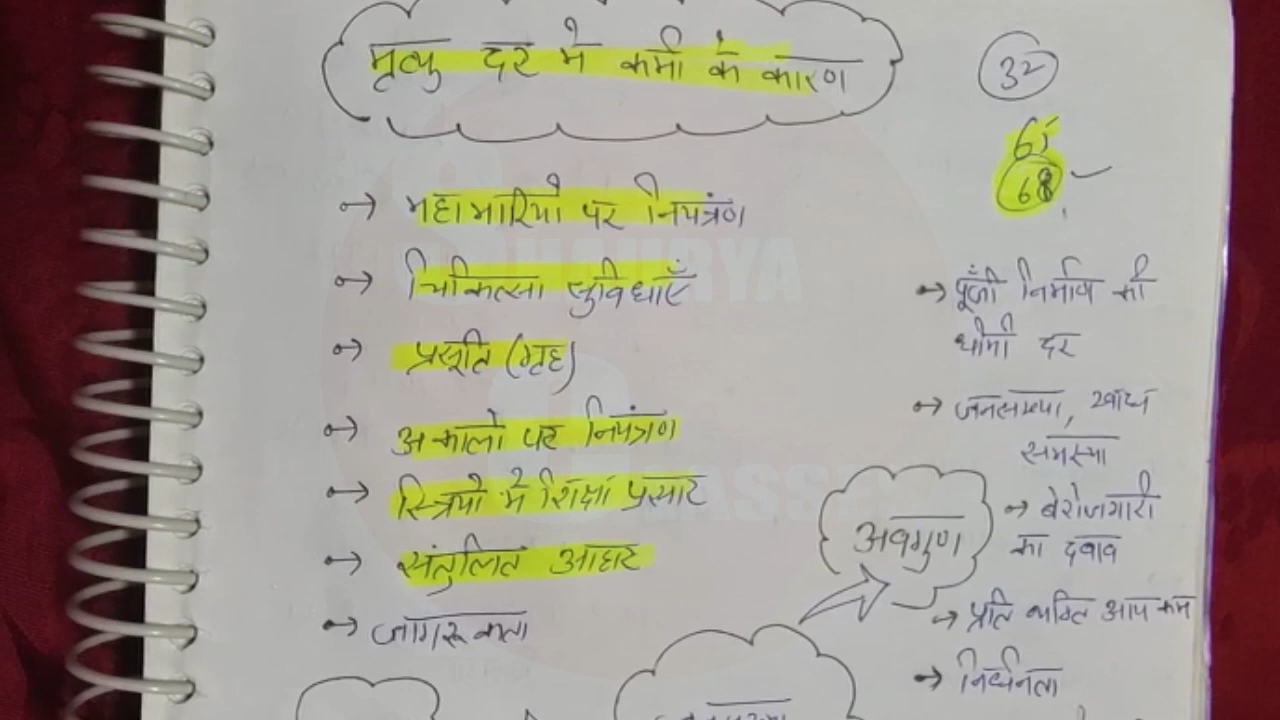 मृत्यु दर में कमी के कारण
32
65
68
→ महामारियों पर नियंत्रण
→ चिकित्सा सुविधाएँ
→ प्रसूति (गृह)
→ अकालों पर नियंत्रण
→ स्त्रियों में शिक्षा प्रसार
→ संतुलित आहार
→ जागरूकता
→ पूँजी निर्माण की
धीमी दर
→ जनसंख्या, खाद्य
समस्या
अवगुण
→ बेरोजगारी
का दबाव
→ प्रति व्यक्ति आय कम
→ निर्धनता